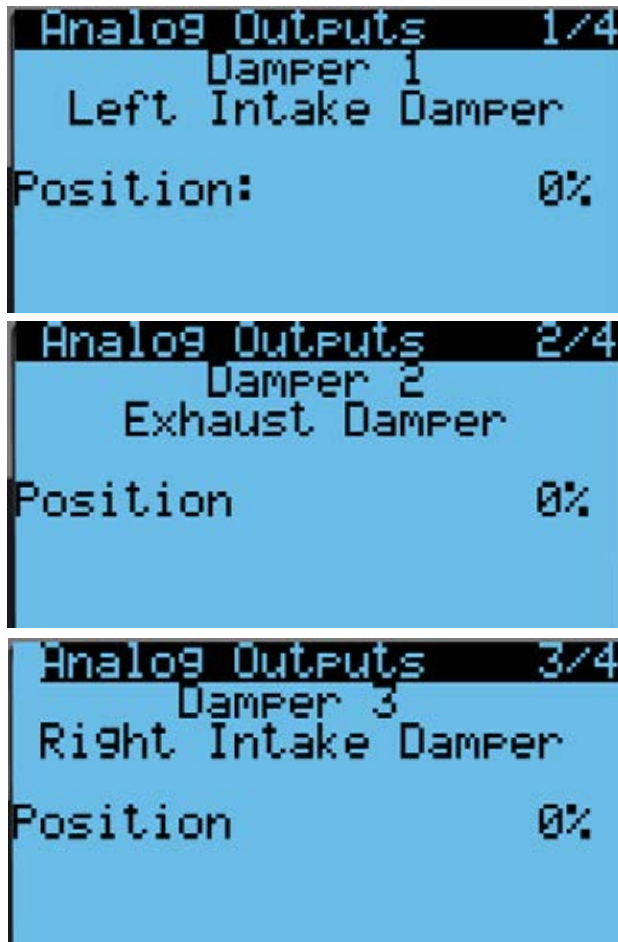 Analog Outputs 1/4
Damper 1
Left Intake Damper
Position: 0%
Analog Outputs 2/4
Damper 2
Exhaust Damper
Position 0%
Analog Outputs 3/4
Damper 3
Right Intake Damper
Position 0%